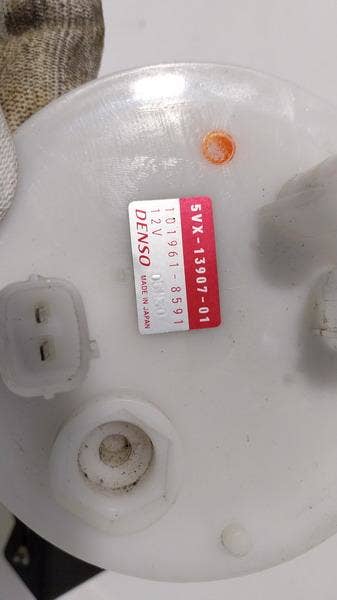 5VX-13907-01
101961-8591
12V
DENSO MADE IN JAPAN